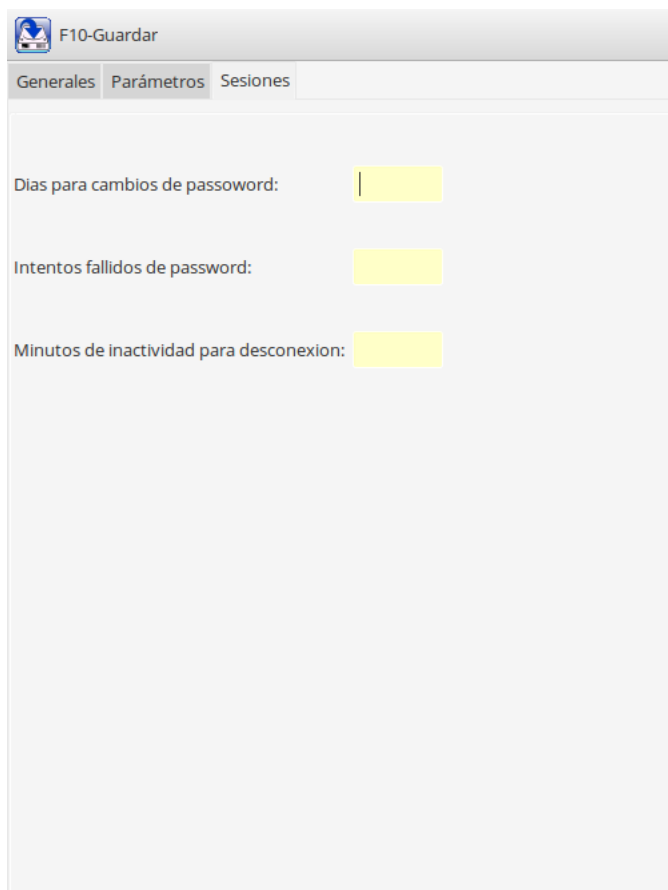 F10-Guardar
Generales Parámetros Sesiones
Dias para cambios de passoword:
Intentos fallidos de password:
Minutos de inactividad para desconexion: